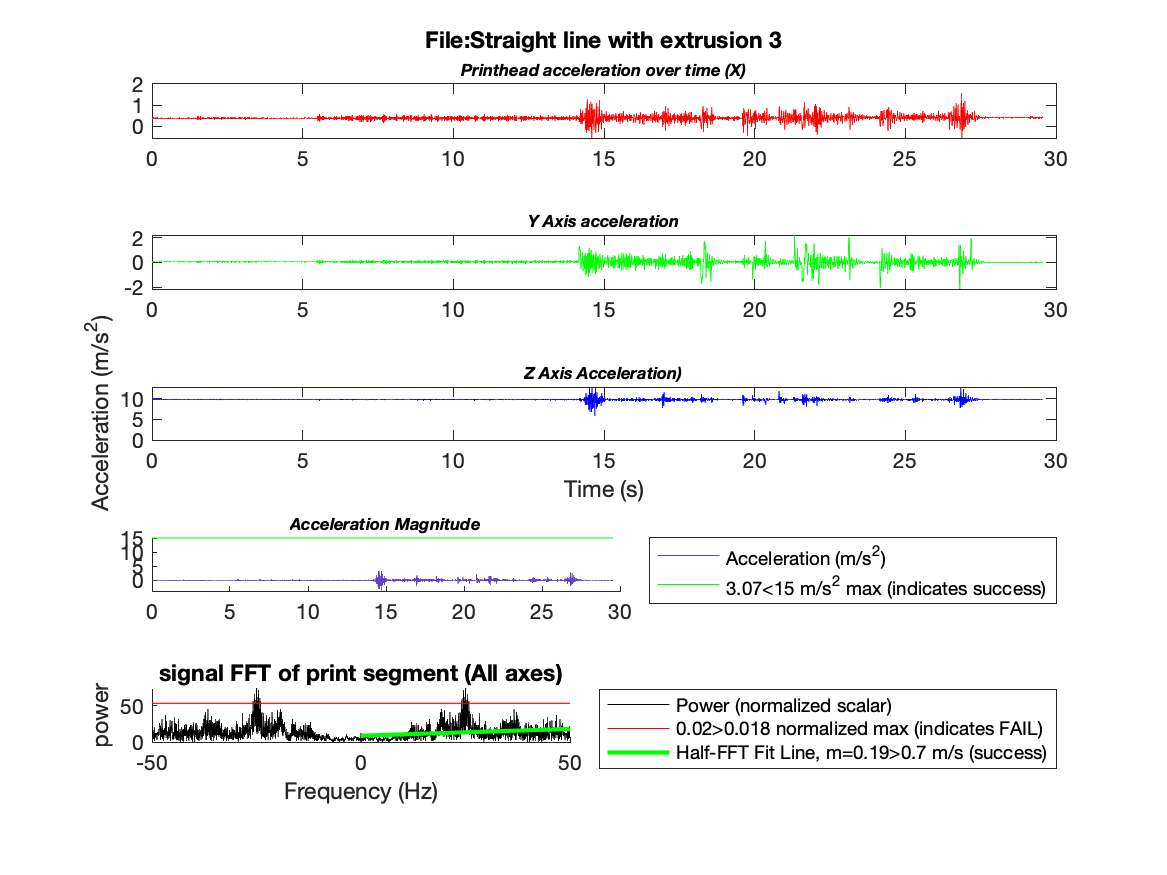 File:Straight line with extrusion 3
Printhead acceleration over time (X)
2
1
0
0 5 10 15 20 25 30
Y Axis acceleration
2
0
-2
0 5 10 15 20 25 30
Acceleration (m/s2)
Z Axis Acceleration)
10
5
0
0 5 10 15 20 25 30
Time (s)
Acceleration Magnitude
15
10
5
0
0 5 10 15 20 25 30
Acceleration (m/s2)
3.07<15 m/s2 max (indicates success)
signal FFT of print segment (All axes)
power
50
0
-50 0 50
Frequency (Hz)
Power (normalized scalar)
0.02>0.018 normalized max (indicates FAIL)
Half-FFT Fit Line, m=0.19>0.7 m/s (success)